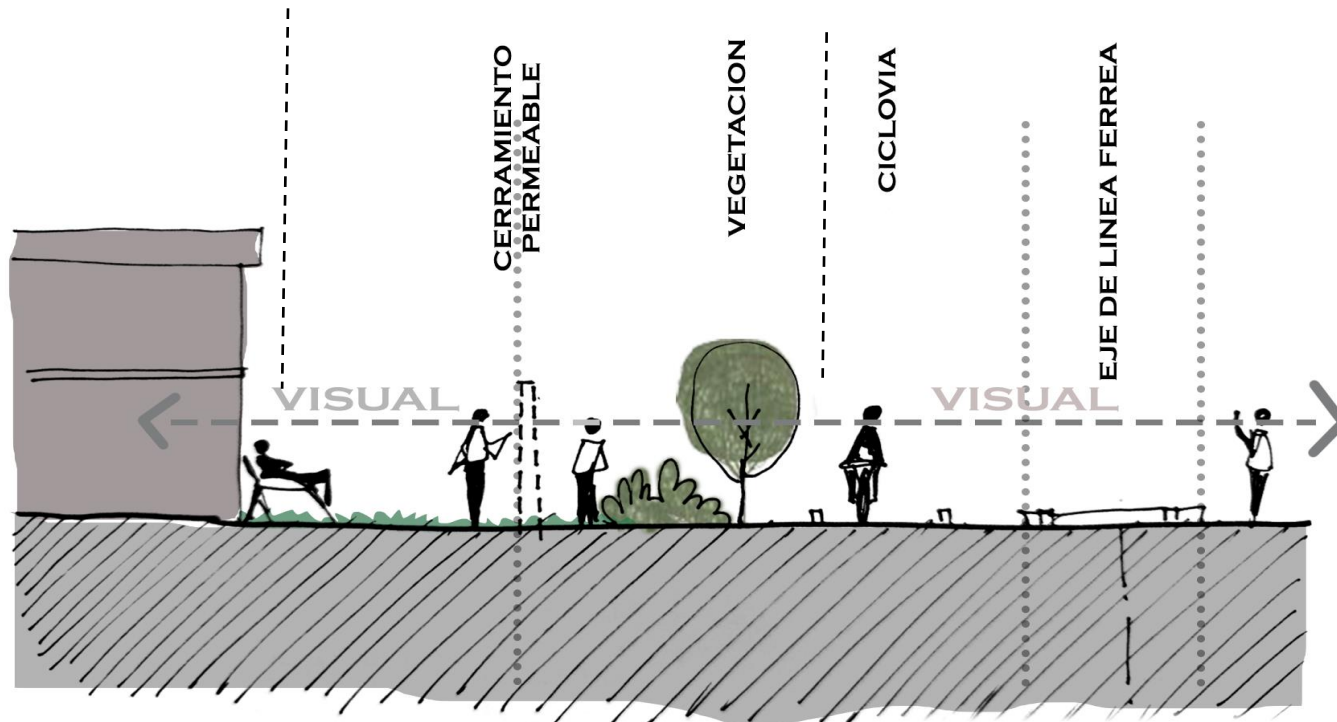 CERRAMIENTO
PERMEABLE
VEGETACION
CICLOVIA
EJE DE LINEA FERREA
VISUAL
VISUAL